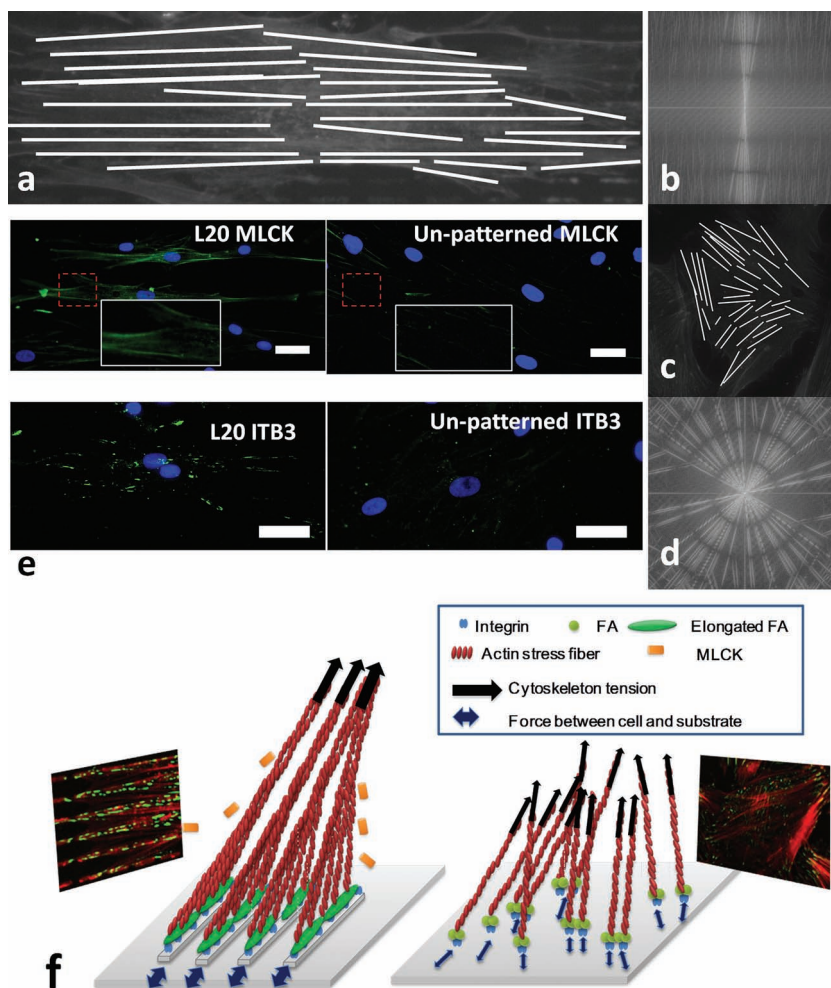 a
b
L20 MLCK
Un-patterned MLCK
c
L20 ITB3
Un-patterned ITB3
d
e
Integrin
FA
Elongated FA
Actin stress fiber
MLCK
Cytoskeleton tension
Force between cell and substrate
f